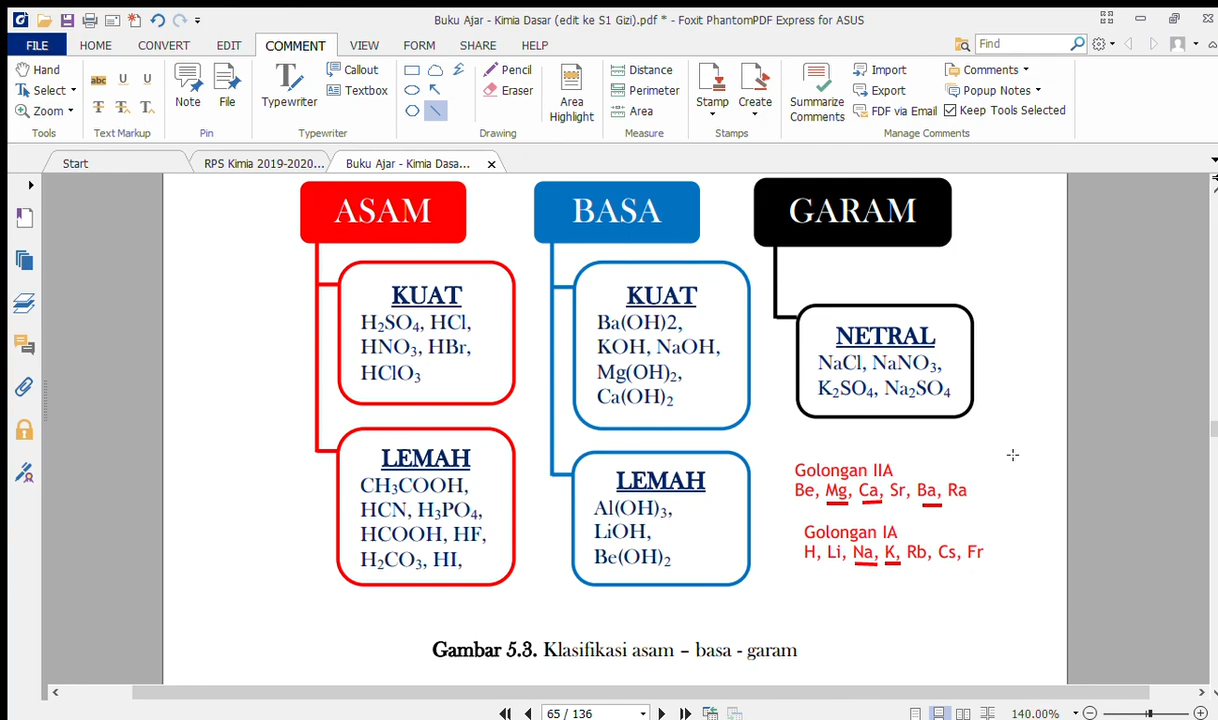 Buku Ajar - Kimia Dasar (edit ke S1 Gizi).pdf * - Foxit PhantomPDF Express for ASUS
FILE HOME CONVERT EDIT COMMENT VIEW FORM SHARE HELP Find
Hand
Select
Zoom
Tools
abc U U
T T T
Text Markup
Note File
Pin
Typewriter
Callout
Textbox
Typewriter
Pencil
Eraser
Area Highlight
Drawing
Distance
Perimeter
Area
Measure
Stamp Create
Stamps
Summarize Comments
Import
Export
FDF via Email
Comments
Popup Notes
Keep Tools Selected
Manage Comments
Start RPS Kimia 2019-2020... Buku Ajar - Kimia Dasa...
ASAM
KUAT
H₂SO₄, HCl,
HNO₃, HBr,
HClO₃
LEMAH
CH₃COOH,
HCN, H₃PO₄,
HCOOH, HF,
H₂CO₃, HI,
BASA
KUAT
Ba(OH)2,
KOH, NaOH,
Mg(OH)₂,
Ca(OH)₂
LEMAH
Al(OH)₃,
LiOH,
Be(OH)₂
GARAM
NETRAL
NaCl, NaNO₃,
K₂SO₄, Na₂SO₄
Golongan IIA
Be, Mg, Ca, Sr, Ba, Ra
Golongan IA
H, Li, Na, K, Rb, Cs, Fr
Gambar 5.3. Klasifikasi asam – basa - garam
65 / 136 140.00%